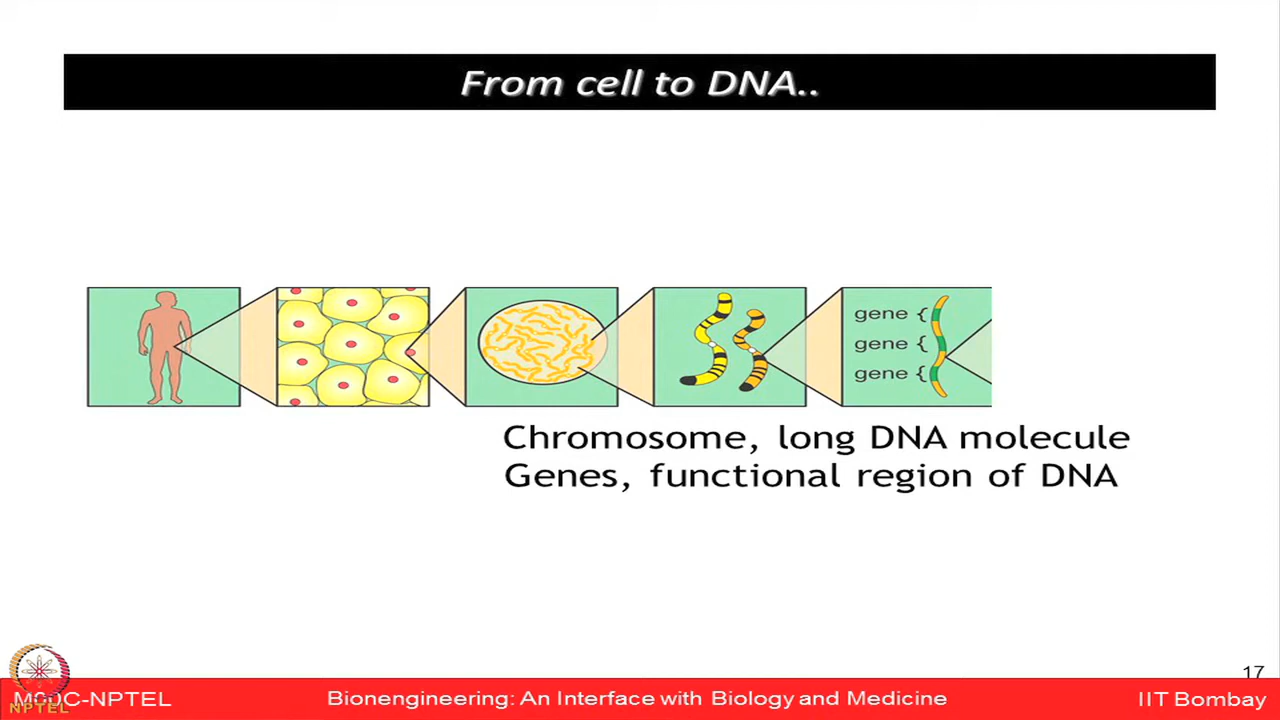 From cell to DNA..
gene {
gene {
gene {
Chromosome, long DNA molecule
Genes, functional region of DNA
17
MOOC-NPTEL
NPTEL
Bionengineering: An Interface with Biology and Medicine
IIT Bombay